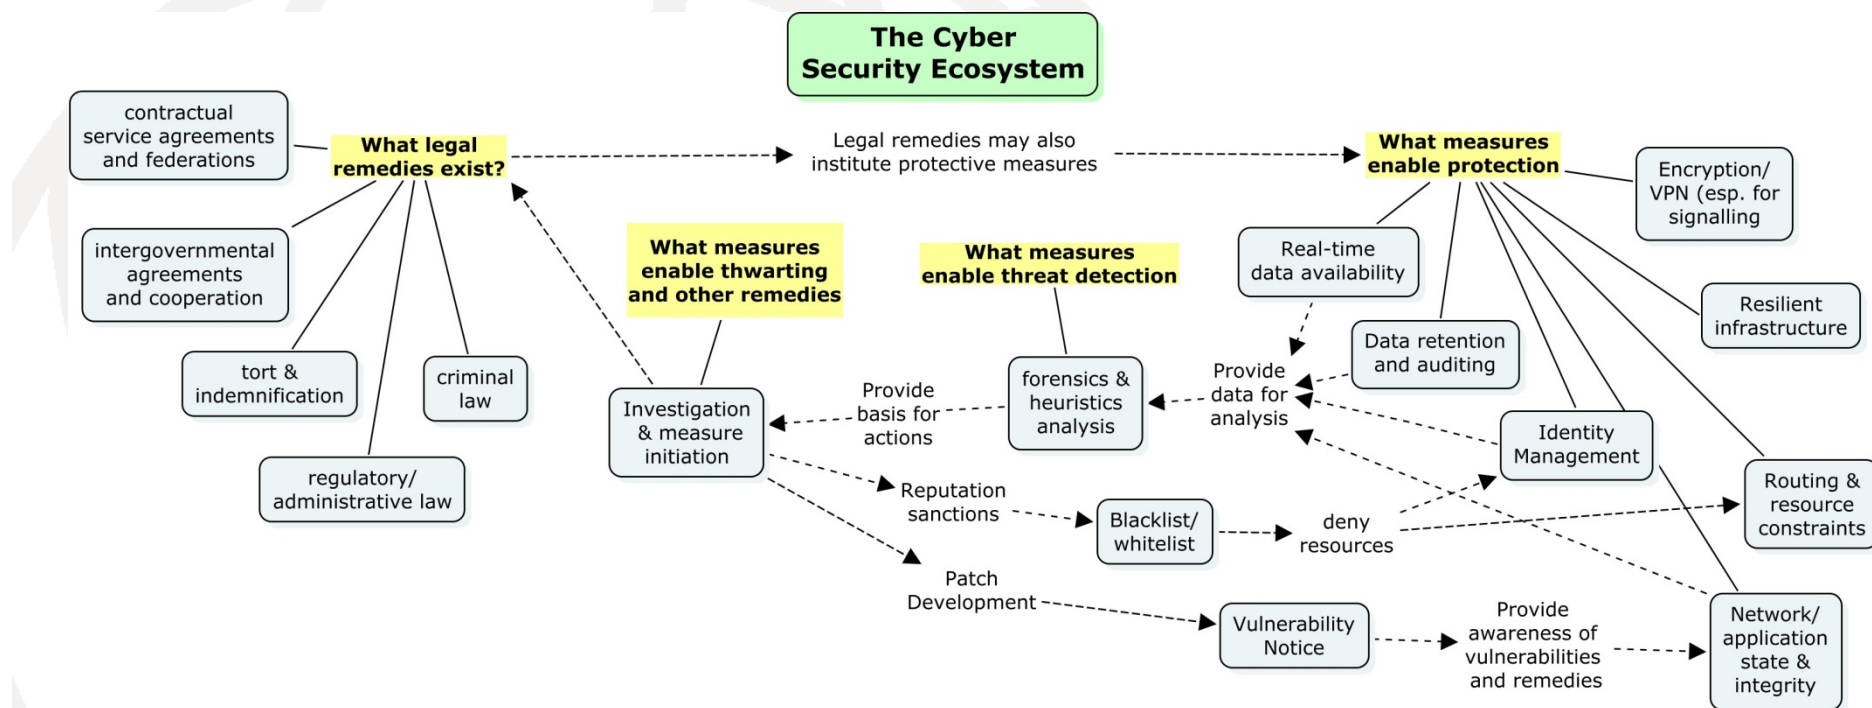 The Cyber
Security Ecosystem
contractual
service agreements
and federations
What legal
remedies exist?
Legal remedies may also
institute protective measures
What measures
enable protection
Encryption/
VPN (esp. for
signalling
intergovernmental
agreements
and cooperation
What measures
enable thwarting
and other remedies
What measures
enable threat detection
Real-time
data availability
Resilient
infrastructure
tort &
indemnification
criminal
law
Data retention
and auditing
Provide
basis for
actions
forensics &
heuristics
analysis
Provide
data for
analysis
Investigation
& measure
initiation
Identity
Management
regulatory/
administrative law
Reputation
sanctions
Blacklist/
whitelist
deny
resources
Routing &
resource
constraints
Patch
Development
Vulnerability
Notice
Provide
awareness of
vulnerabilities
and remedies
Network/
application
state &
integrity